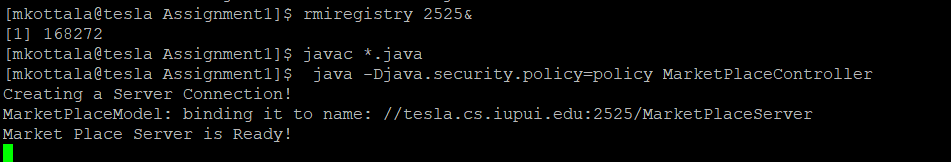 [mkottala@tesla Assignment1]$ rmiregistry 2525&
[1] 168272
[mkottala@tesla Assignment1]$ javac *.java
[mkottala@tesla Assignment1]$  java -Djava.security.policy=policy MarketPlaceController
Creating a Server Connection!
MarketPlaceModel: binding it to name: //tesla.cs.iupui.edu:2525/MarketPlaceServer
Market Place Server is Ready!